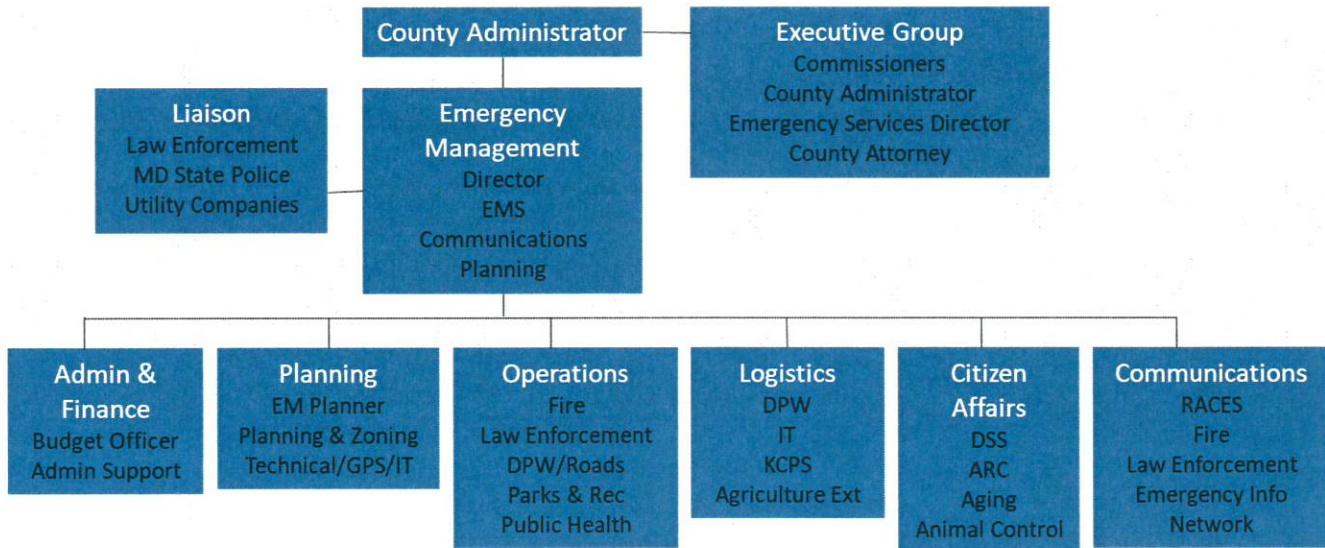 County Administrator
Executive Group
Commissioners
County Administrator
Emergency Services Director
County Attorney
Liaison
Law Enforcement
MD State Police
Utility Companies
Emergency
Management
Director
EMS
Communications
Planning
Admin &
Finance
Budget Officer
Admin Support
Planning
EM Planner
Planning & Zoning
Technical/GPS/IT
Operations
Fire
Law Enforcement
DPW/Roads
Parks & Rec
Public Health
Logistics
DPW
IT
KCPS
Agriculture Ext
Citizen
Affairs
DSS
ARC
Aging
Animal Control
Communications
RACES
Fire
Law Enforcement
Emergency Info
Network